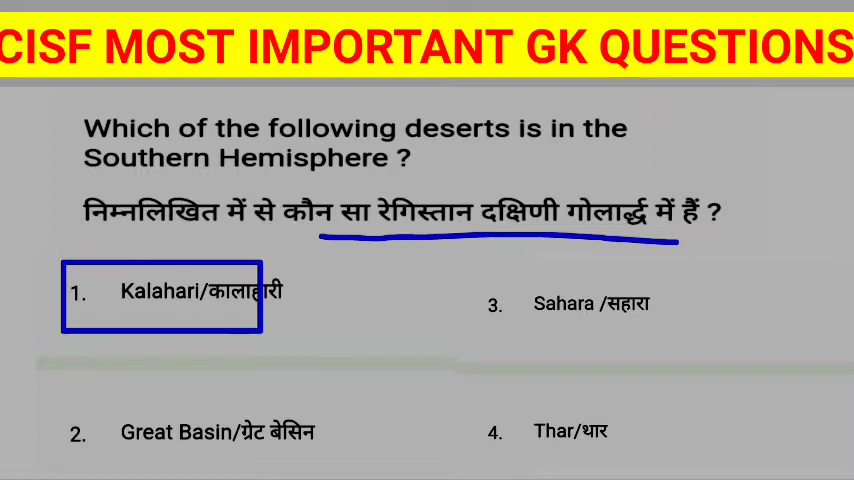 CISF MOST IMPORTANT GK QUESTIONS
Which of the following deserts is in the
Southern Hemisphere ?
निम्नलिखित में से कौन सा रेगिस्तान दक्षिणी गोलार्द्ध में हैं ?
1. Kalahari/कालाहारी
3. Sahara /सहारा
2. Great Basin/ग्रेट बेसिन
4. Thar/थार